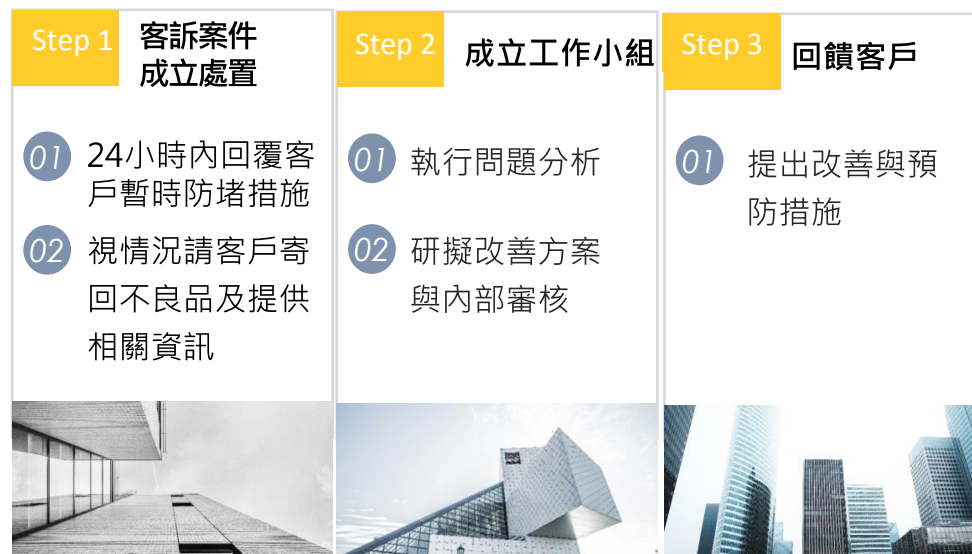 Step 1
客訴案件
成立處置
01
24小時內回覆客
戶暫時防堵措施
02
視情況請客戶寄
回不良品及提供
相關資訊
Step 2
成立工作小組
01
執行問題分析
02
研擬改善方案
與內部審核
Step 3
回饋客戶
01
提出改善與預
防措施